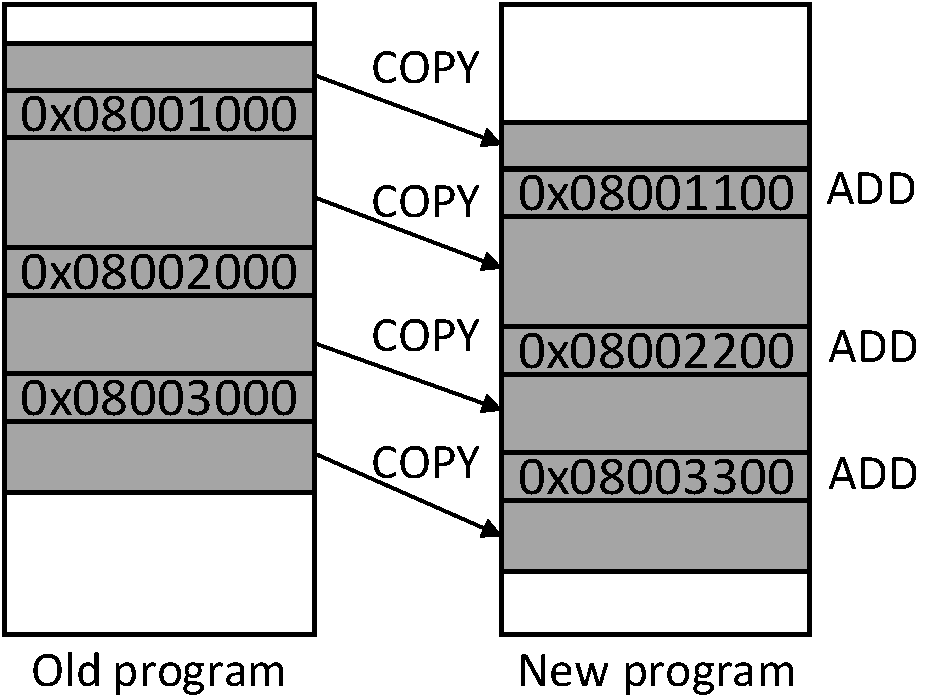 COPY
0x08001000
0x08001100 ADD
COPY
0x08002000
COPY
0x08002200 ADD
0x08003000
COPY
0x08003300 ADD
Old program
New program